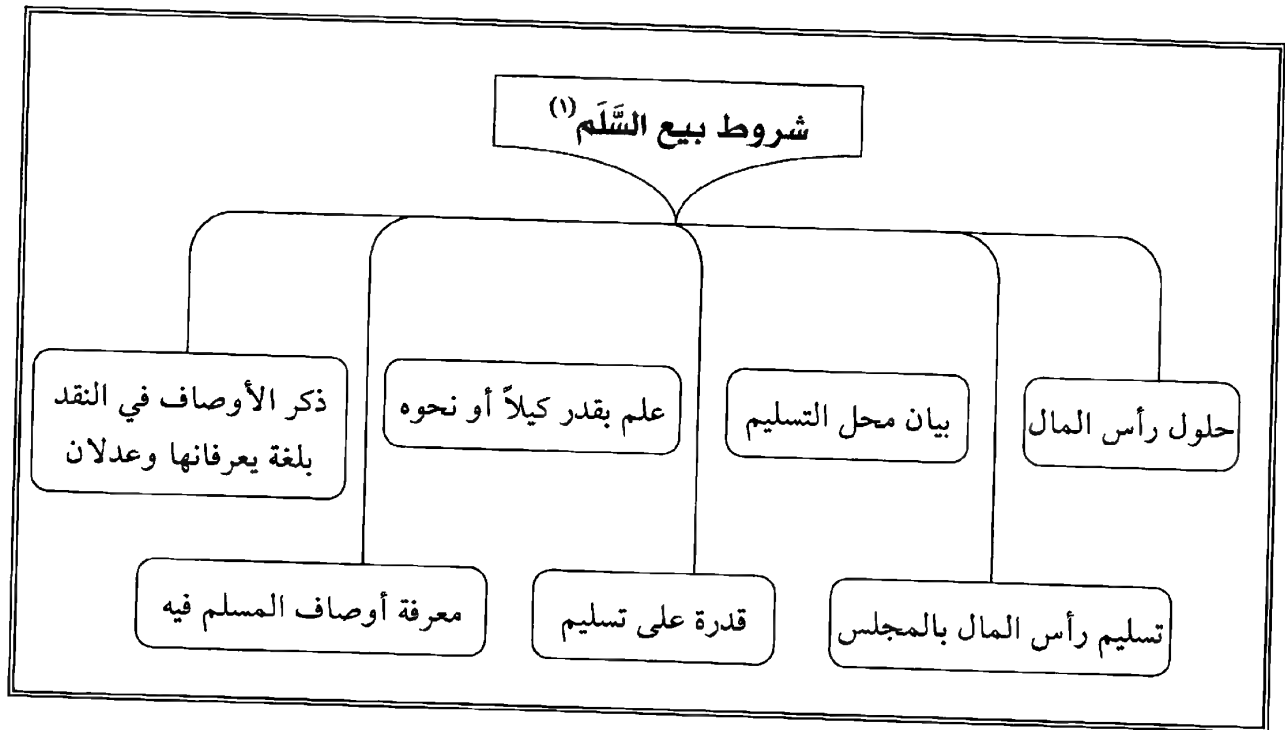 شروط بيع السَّلَم(١)
حلول رأس المال
بيان محل التسليم
علم بقدر كيلاً أو نحوه
ذكر الأوصاف في النقد
بلغة يعرفانها وعدلان
تسليم رأس المال بالمجلس
قدرة على تسليم
معرفة أوصاف المسلم فيه